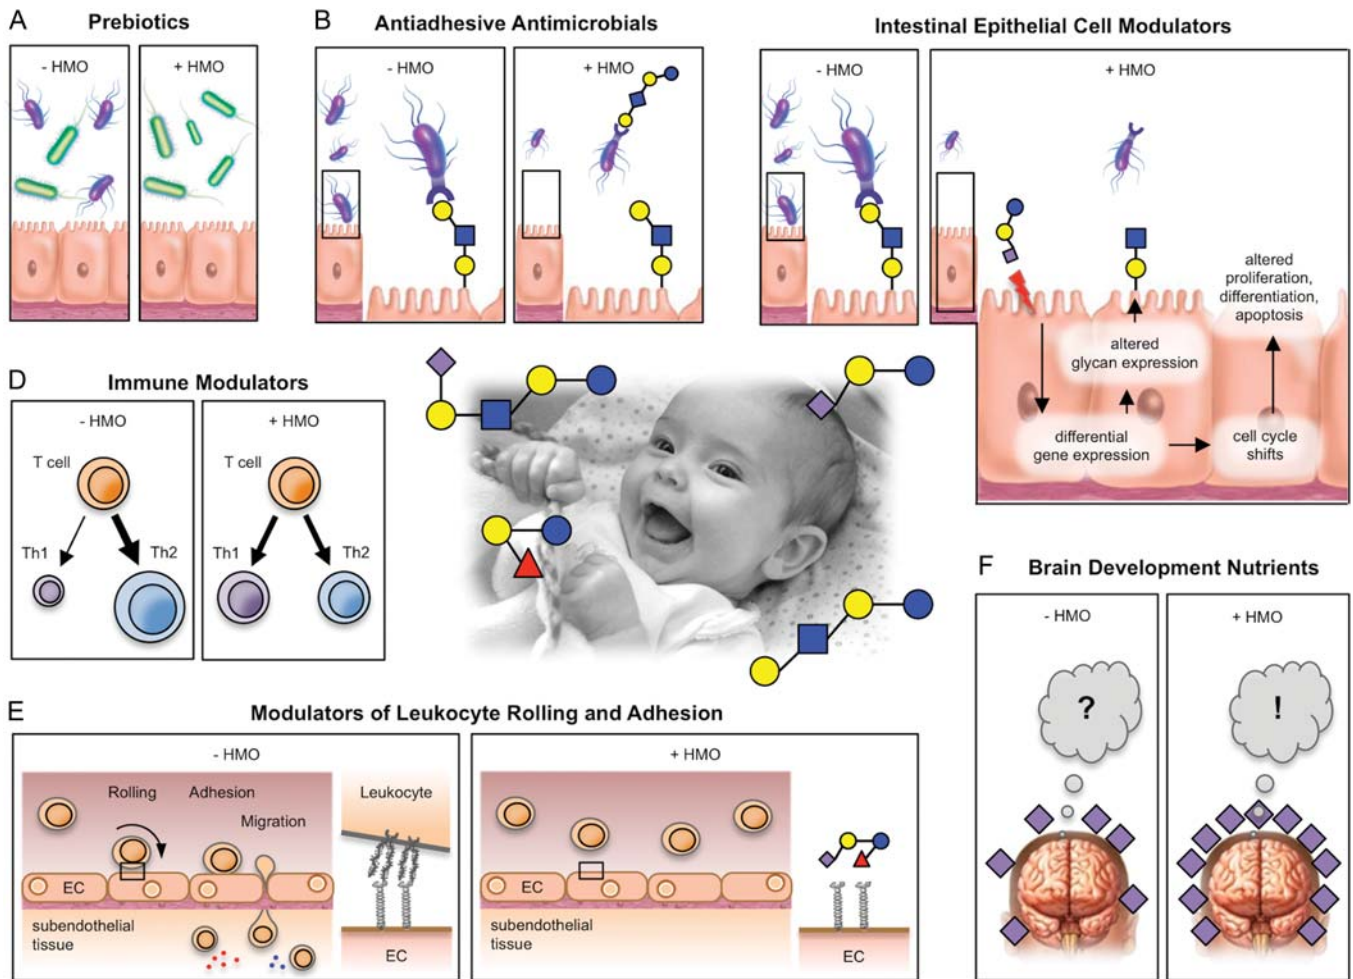 A
Prebiotics
- HMO
+ HMO
B
Antiadhesive Antimicrobials
- HMO
+ HMO
Intestinal Epithelial Cell Modulators
- HMO
+ HMO
altered
proliferation,
differentiation,
apoptosis
altered
glycan expression
differential
gene expression
cell cycle
shifts
D
Immune Modulators
- HMO
T cell
Th1
Th2
+ HMO
T cell
Th1
Th2
E
Modulators of Leukocyte Rolling and Adhesion
- HMO
Rolling
Adhesion
Migration
EC
subendothelial
tissue
Leukocyte
EC
+ HMO
EC
subendothelial
tissue
EC
F
Brain Development Nutrients
- HMO
?
+ HMO
!